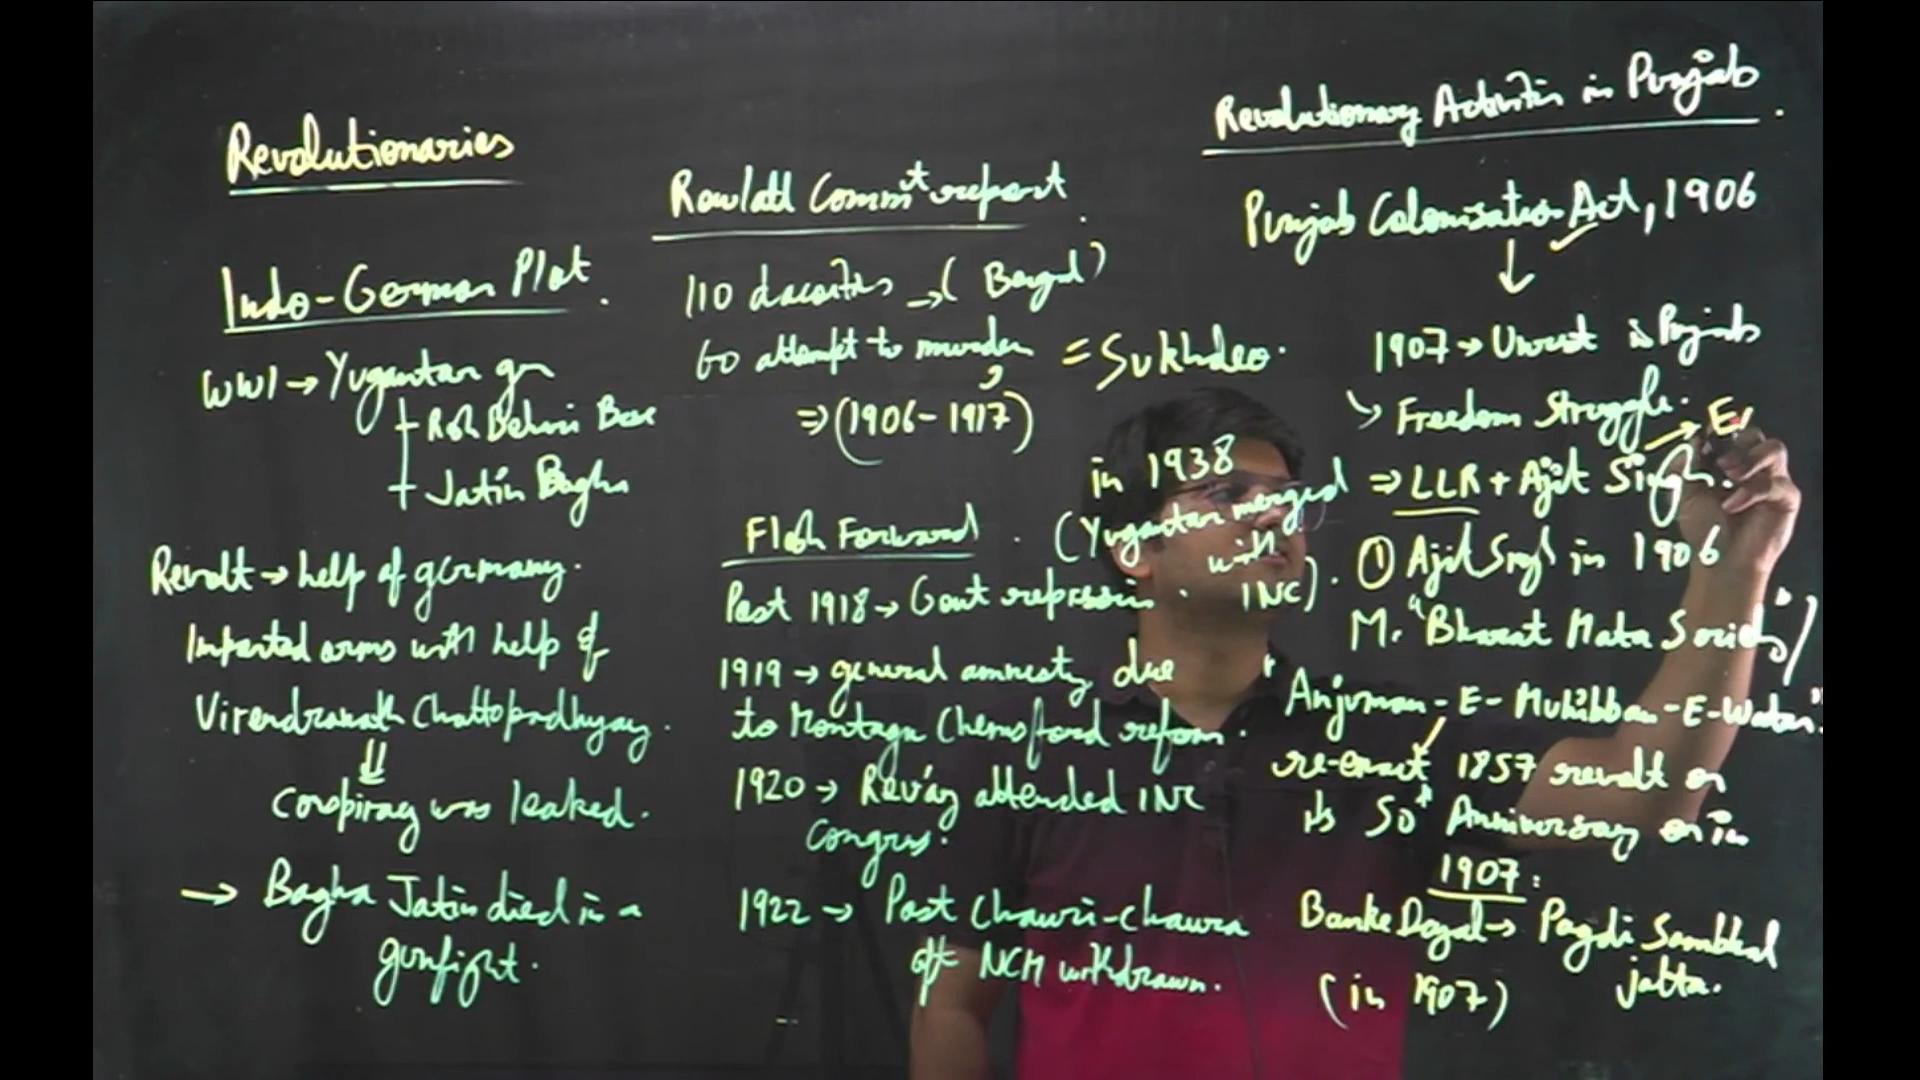 Revolutionaries
Indo-German Plot.
WW1 → Yugantar gr
Rash Behari Bose
Jatin Bagha
Revolt → help of germany.
Imported arms with help of
Virendranath Chattopadhyay.
Conspiracy was leaked.
→ Bagha Jatin died in a
gunfight.
Rowlatt Commt report.
110 dacoities → (Bengal)
60 attempt to murder = Sukhdeo.
⇒ (1906-1917)
in 1938
(Yugantar merged
with
INC).
Flash Forward.
Post 1918 → Govt repression.
1919 → general amnesty due
to Montagu Chemsford reform.
1920 → Rev'ary attended INC
Congress.
1922 → Post Chauri-chaura
NCM withdrawn.
Revolutionary Activities in Punjab.
Punjab Colonisation Act, 1906
↓
1907 → Unrest in Punjab
↳ Freedom Struggle.
⇒ LLR + Ajit Singh. →
① Ajit Singh in 1906
M. "Bharat Mata Society"/
"Anjuman-E-Muhibban-E-Watan".
re-enact 1857 revolt on
its 50th Anniversary on in
1907:
Banke Dayal → Pagdi Sambhal
jatta.
(in 1907)